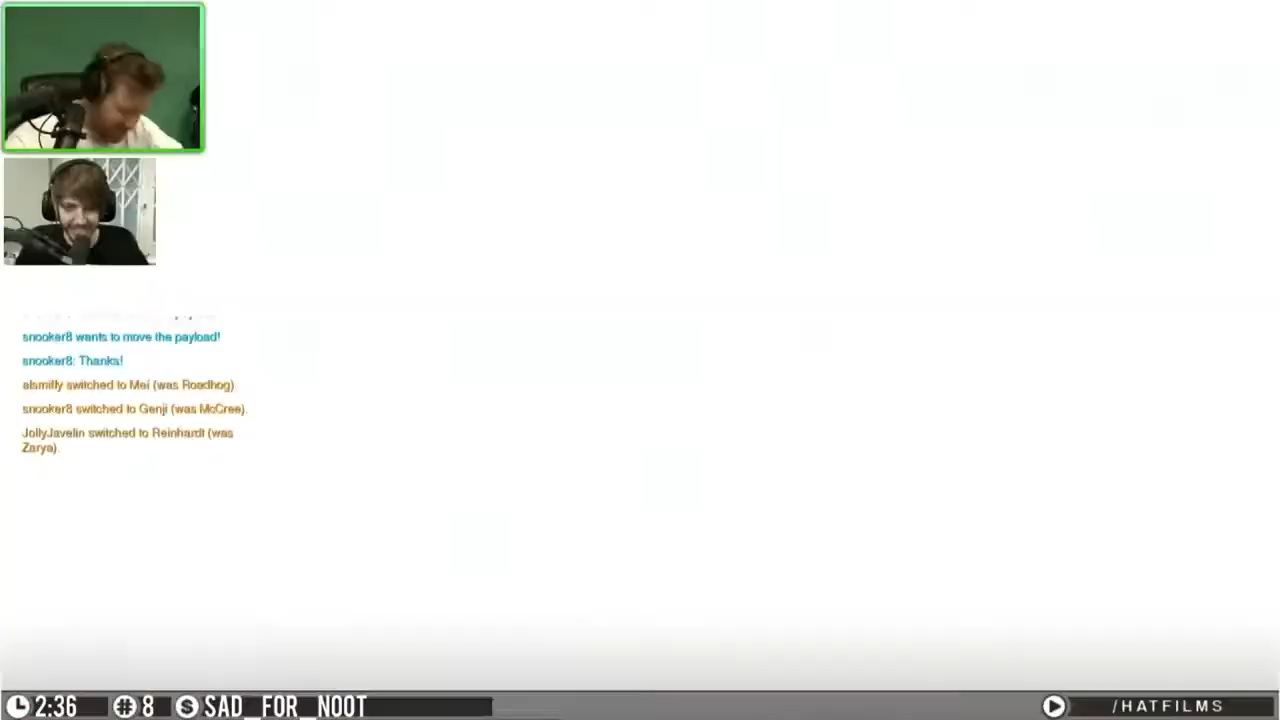 snooker8 wants to move the payload!
snooker8: Thanks!
alsmiffy switched to Mei (was Roadhog)
snooker8 switched to Genji (was McCree).
JollyJavelin switched to Reinhardt (was
Zarya).
2:36 # 8 S SAD_FOR_NOOT
/HATFILMS